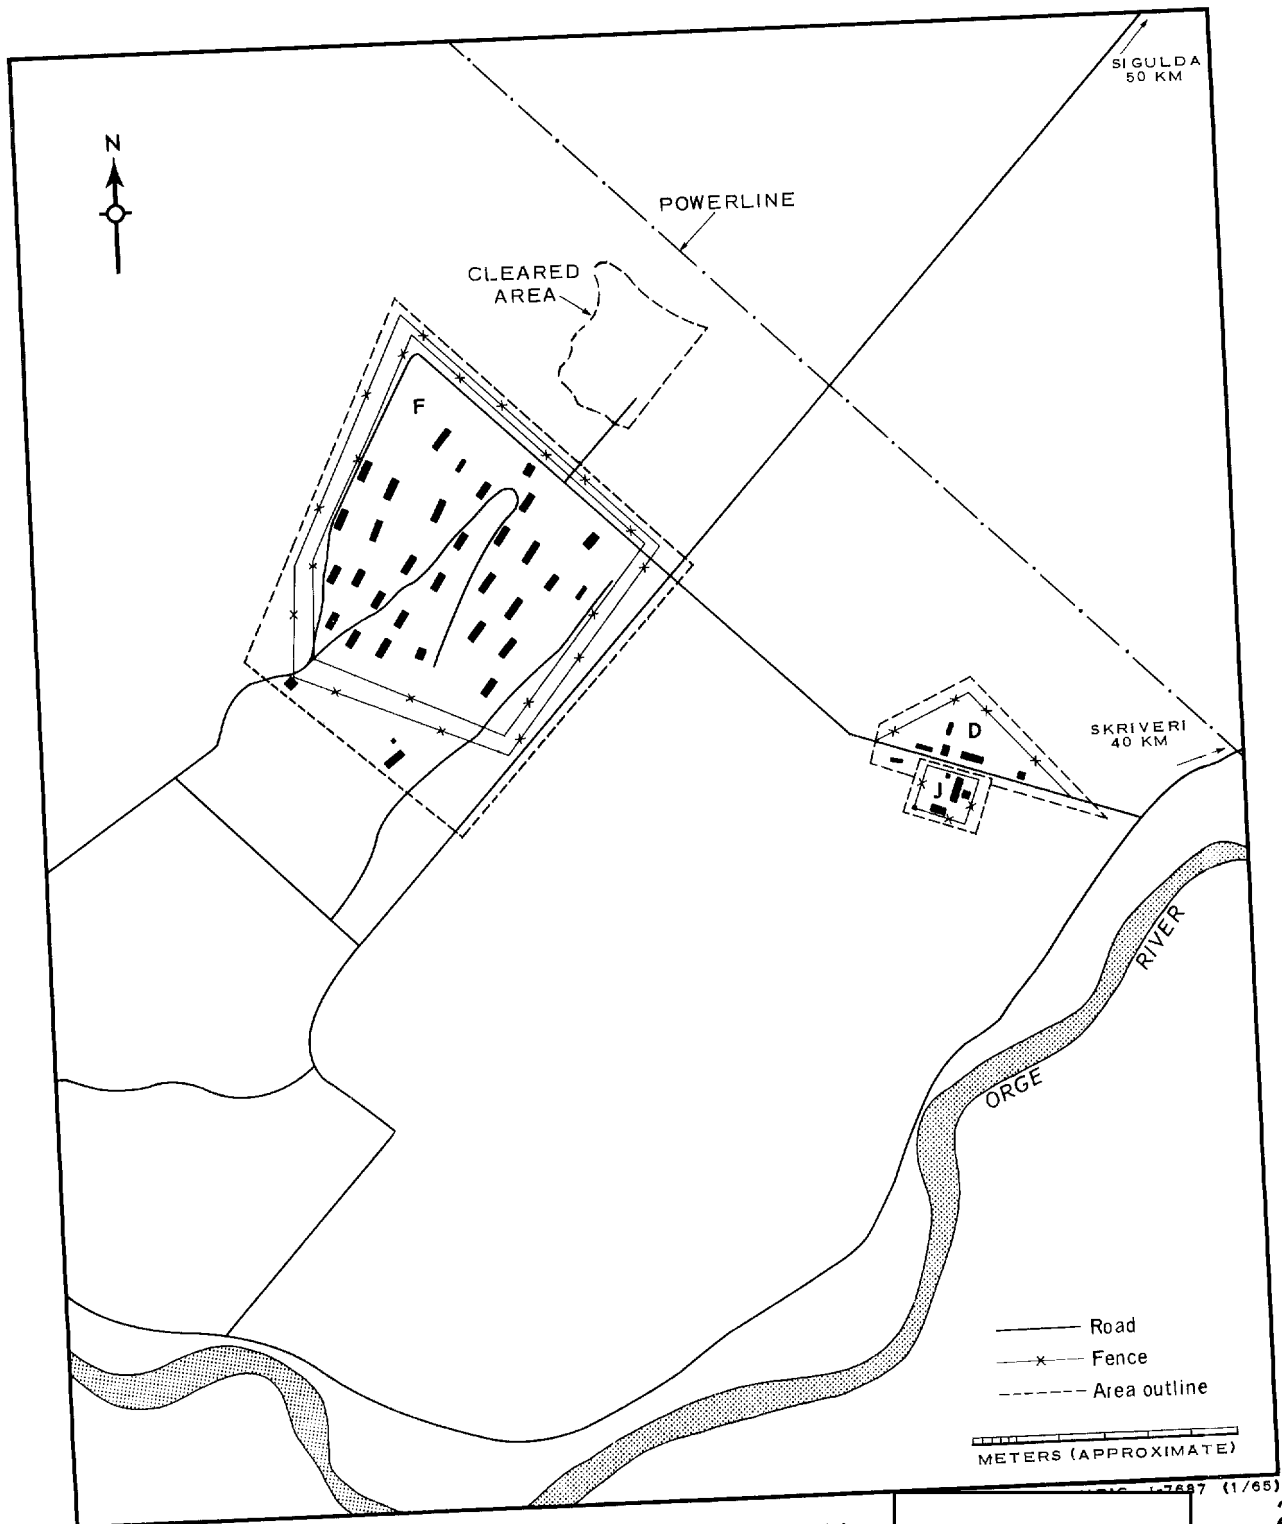 SIGULDA
50 KM
N
POWERLINE
CLEARED
AREA
F
SKRIVERI
40 KM
D
J
RIVER
ORGE
Road
Fence
Area outline
METERS (APPROXIMATE)
J-7687 (1/65)